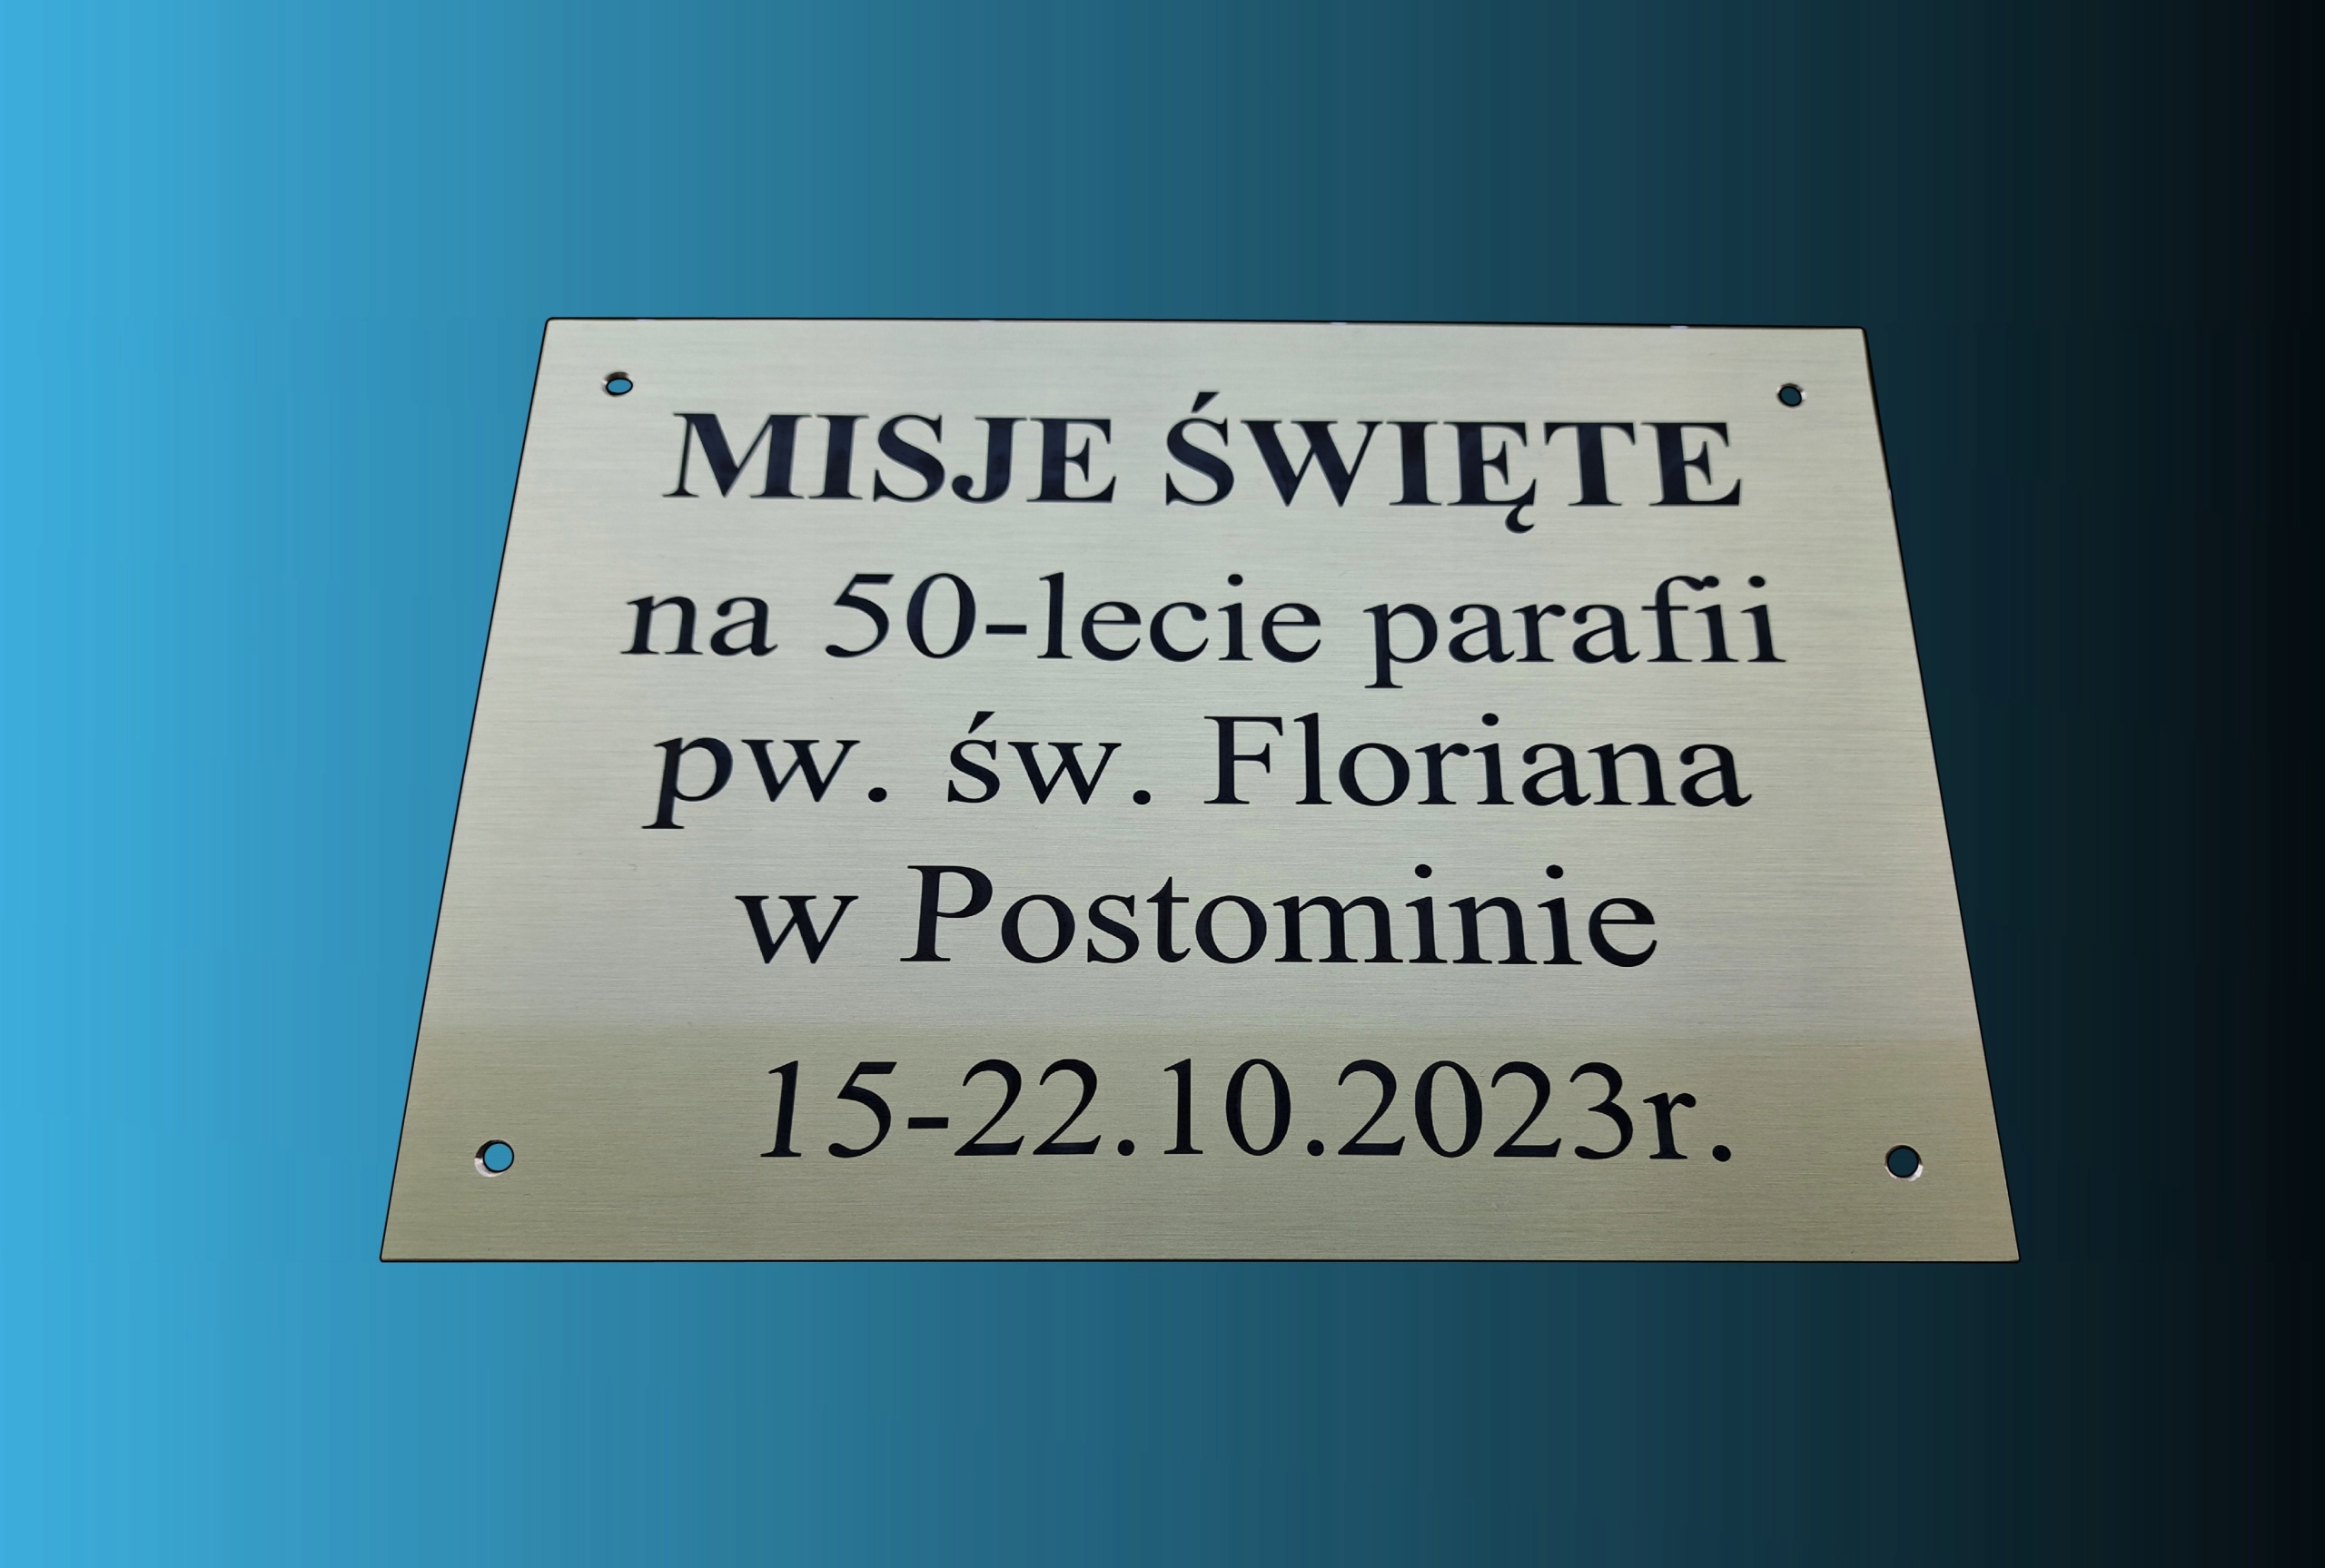 MISJE ŚWIĘTE
na 50-lecie parafii
pw. św. Floriana
w Postominie
15-22.10.2023r.